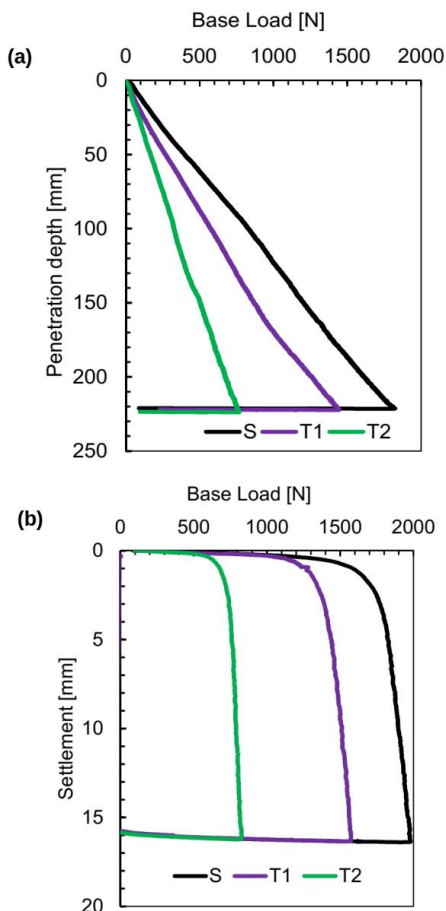 Base Load [N]
(a)
0 500 1000 1500 2000
0
50
100
150
200
250
Penetration depth [mm]
S T1 T2
Base Load [N]
(b)
0 500 1000 1500 2000
0
5
10
15
20
Settlement [mm]
S T1 T2